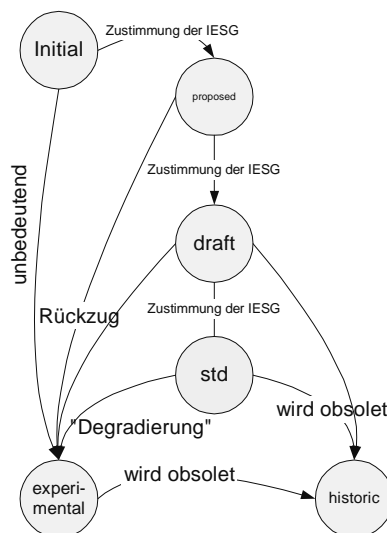 Initial
Zustimmung der IESG
proposed
Zustimmung der IESG
unbedeutend
draft
Rückzug
Zustimmung der IESG
std
wird obsolet
"Degradierung"
wird obsolet
experi-
mental
historic